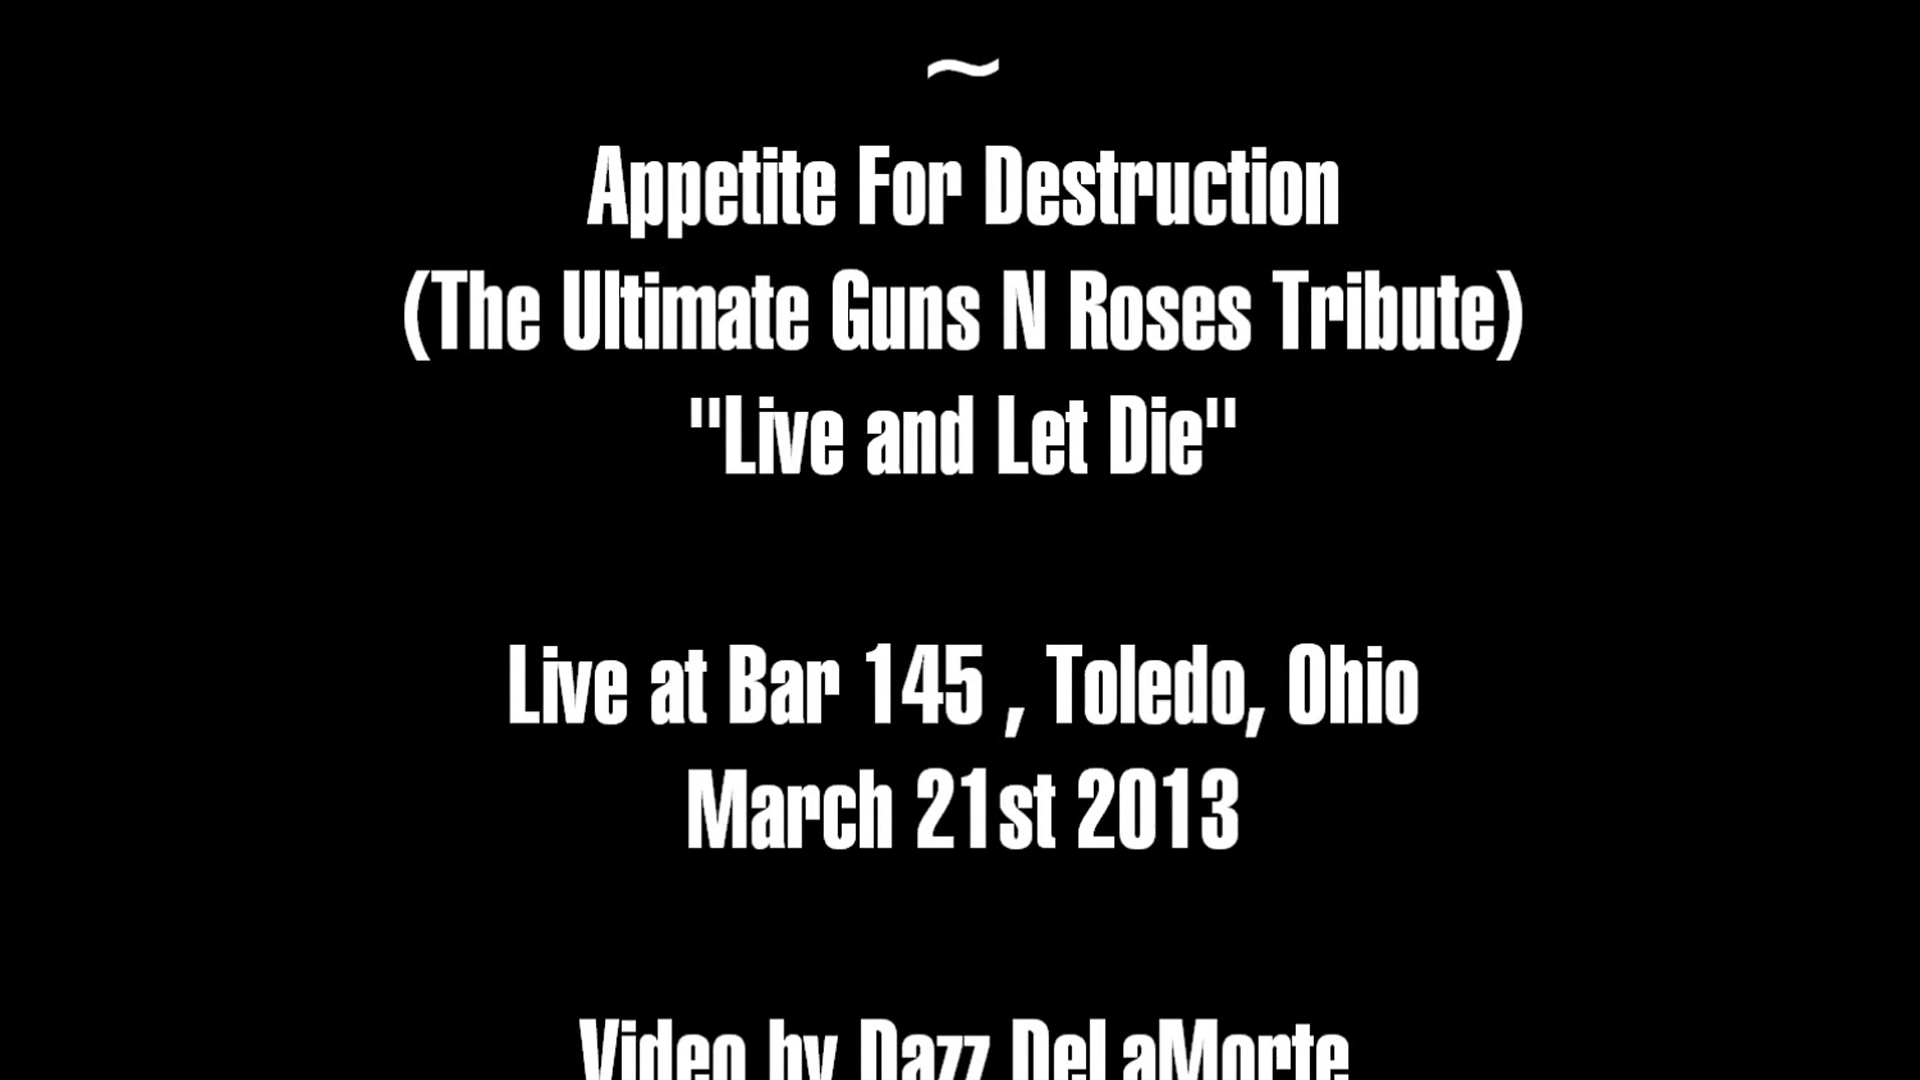 ~
Appetite For Destruction
(The Ultimate Guns N Roses Tribute)
"Live and Let Die"
Live at Bar 145 , Toledo, Ohio
March 21st 2013
Video by Dazz DeLaMorte